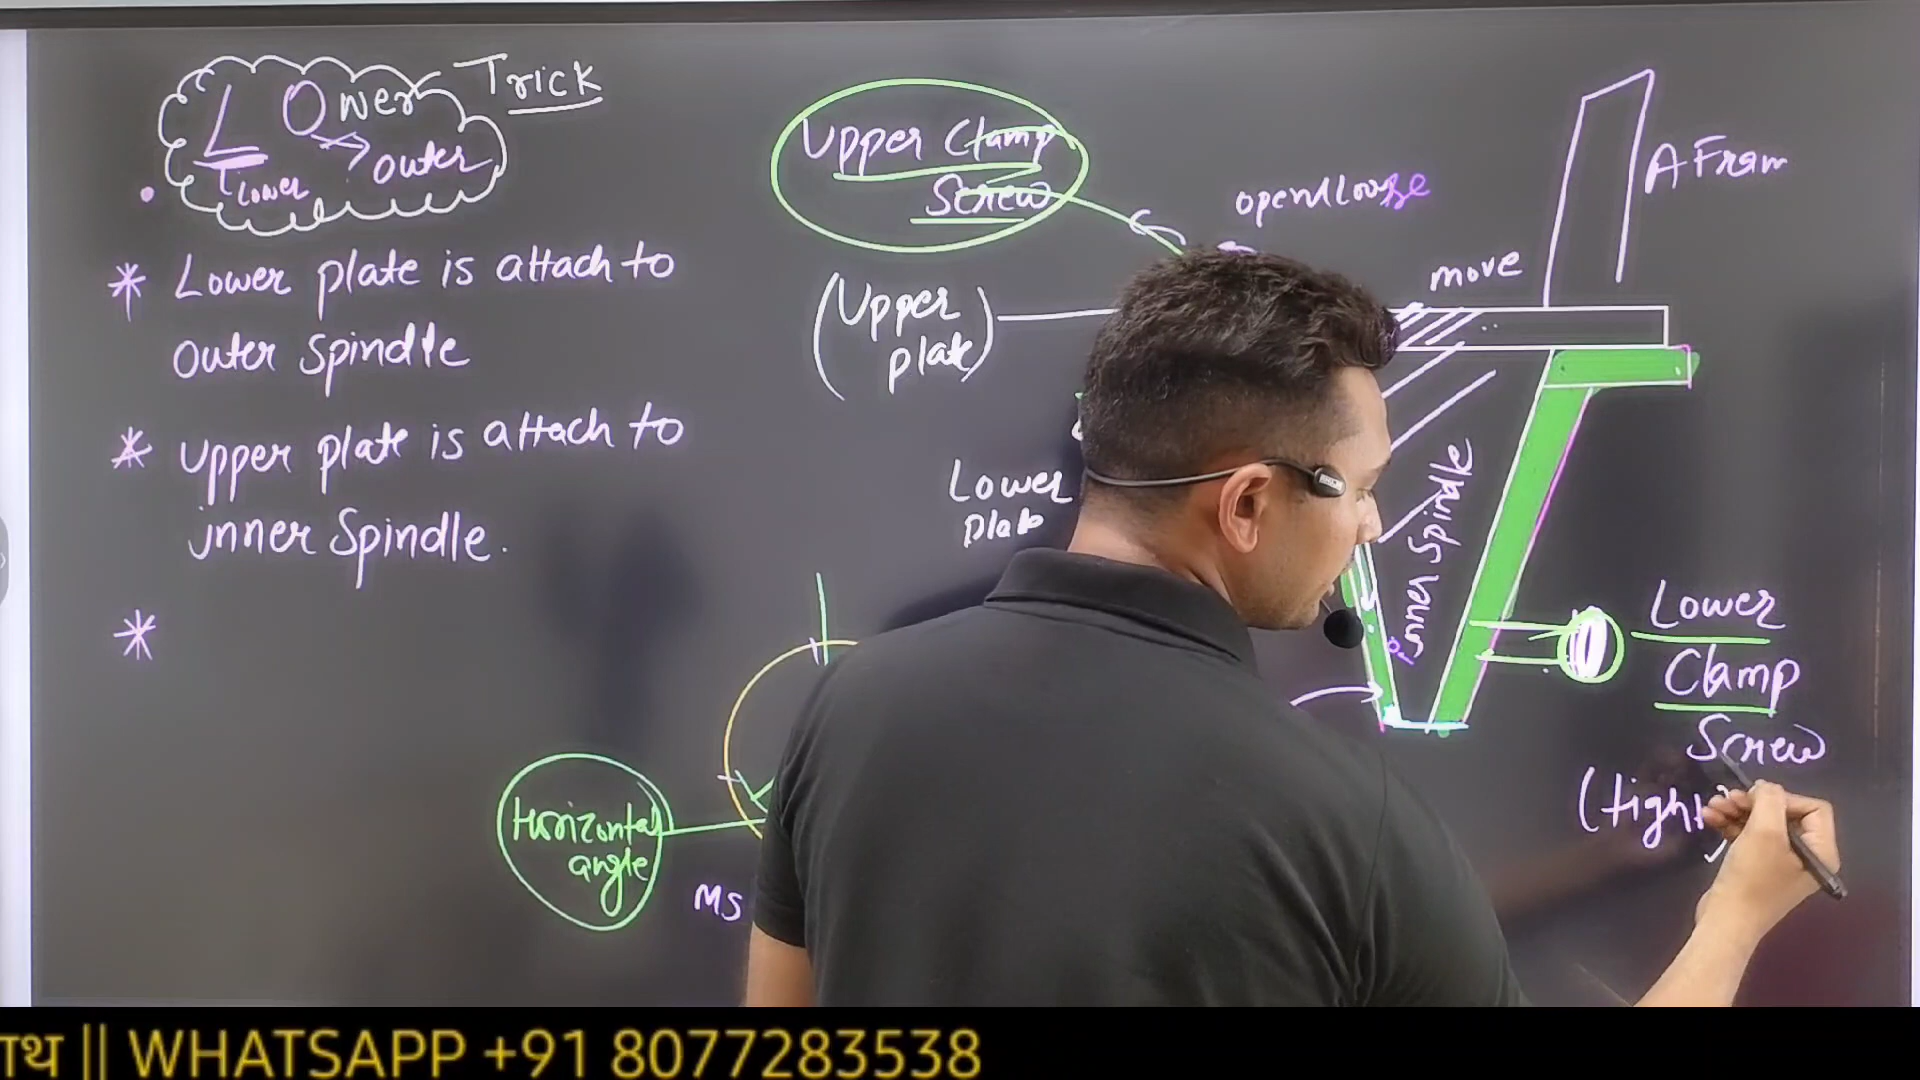 LOwer Trick
Lower outer
* Lower plate is attach to
outer spindle
* Upper plate is attach to
inner Spindle.
*
Upper Clamp
Screw
open/loose
(Upper
plate)
move
A Fram
Lower
plate
inner Spindle
Lower
Clamp
Screw
(tight)
Horizontal
angle
MS
ाथ || WHATSAPP +91 8077283538